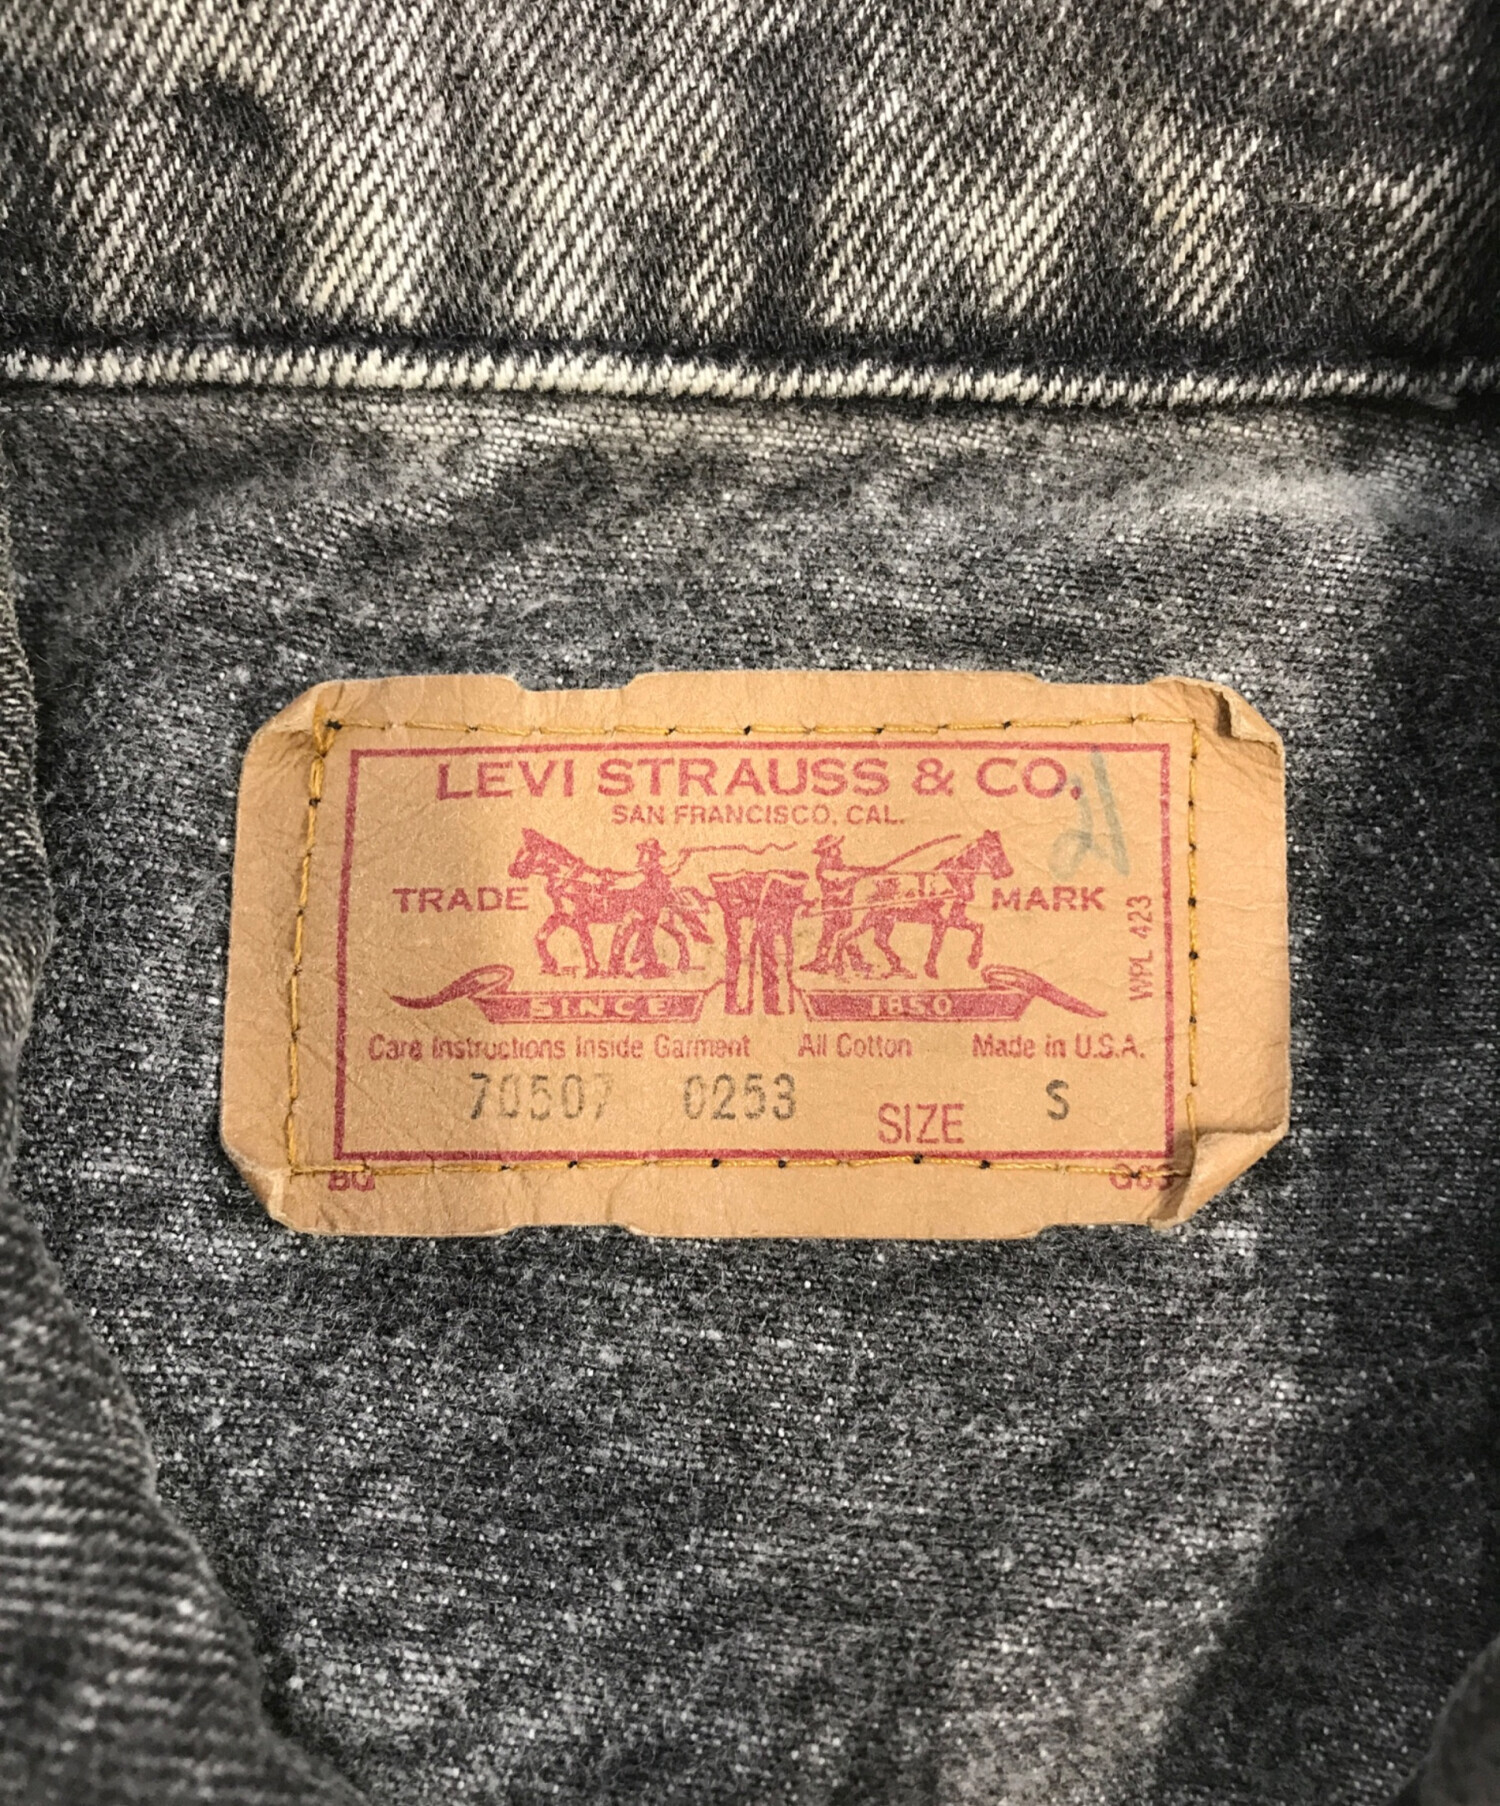 LEVI STRAUSS & CO.
SAN FRANCISCO, CAL.
TRADE MARK
WPL 423
SINCE 1850
Care Instructions Inside Garment All Cotton Made in U.S.A.
70507 0253 SIZE S
BG